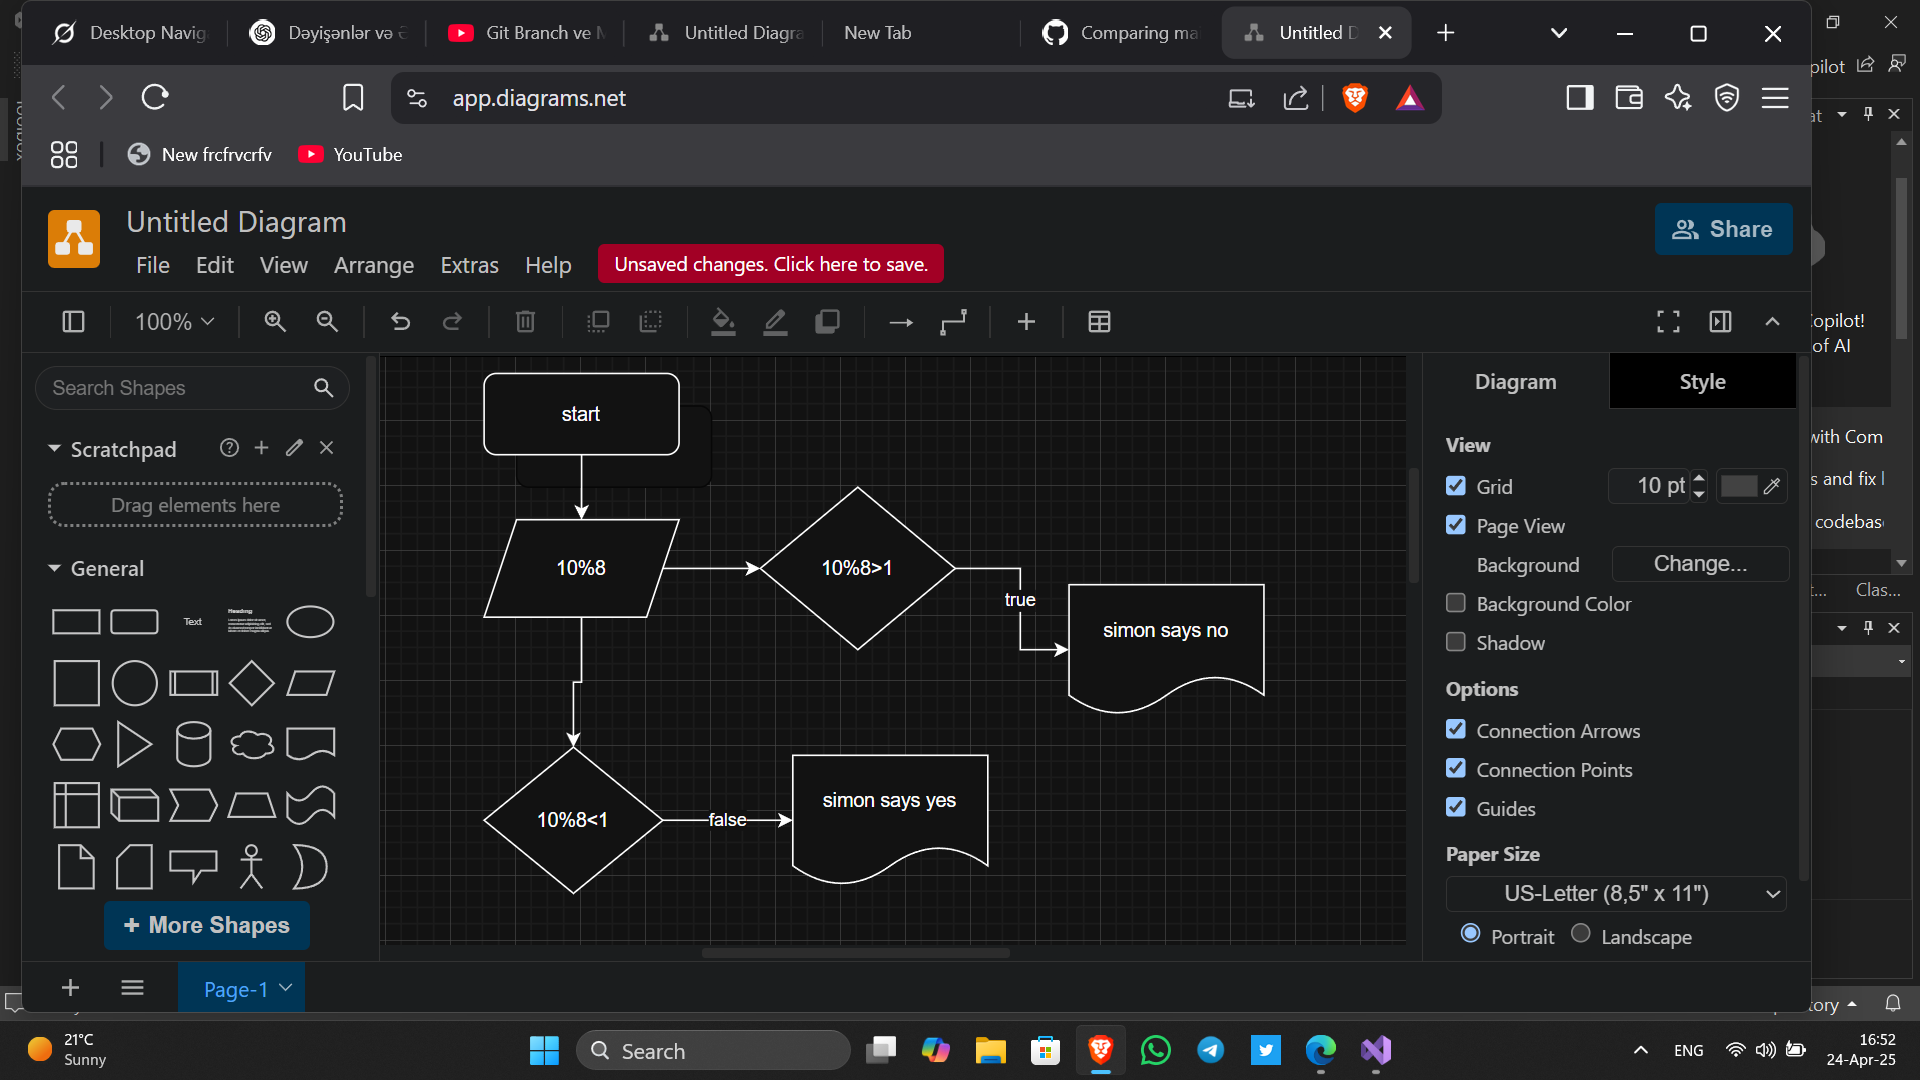 Desktop Navig
Dəyişənlər və
Git Branch ve
Untitled Diagra
New Tab
Comparing ma
Untitled D
app.diagrams.net
New frcfrvcrfv
YouTube
Untitled Diagram
File Edit View Arrange Extras Help
Unsaved changes. Click here to save.
Share
100%
Search Shapes
Scratchpad
Drag elements here
General
Text
Heading
More Shapes
start
10%8
10%8>1
true
simon says no
10%8<1
false
simon says yes
Diagram
Style
View
Grid
10 pt
Page View
Background
Change...
Background Color
Shadow
Options
Connection Arrows
Connection Points
Guides
Paper Size
US-Letter (8,5" x 11")
Portrait
Landscape
Page-1
pilot
at
opilot!
of AI
with Com
s and fix
codebas
Clas...
ory
21°C
Sunny
Search
ENG
16:52
24-Apr-25